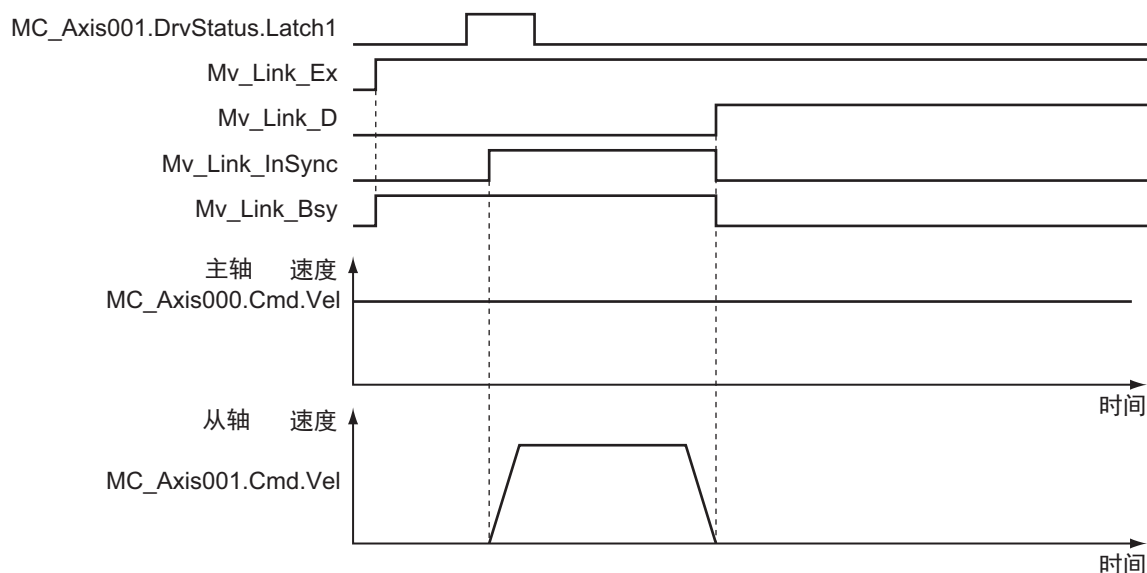 MC_Axis001.DrvStatus.Latch1
Mv_Link_Ex
Mv_Link_D
Mv_Link_InSync
Mv_Link_Bsy
主轴 速度
MC_Axis000.Cmd.Vel
时间
从轴 速度
MC_Axis001.Cmd.Vel
时间